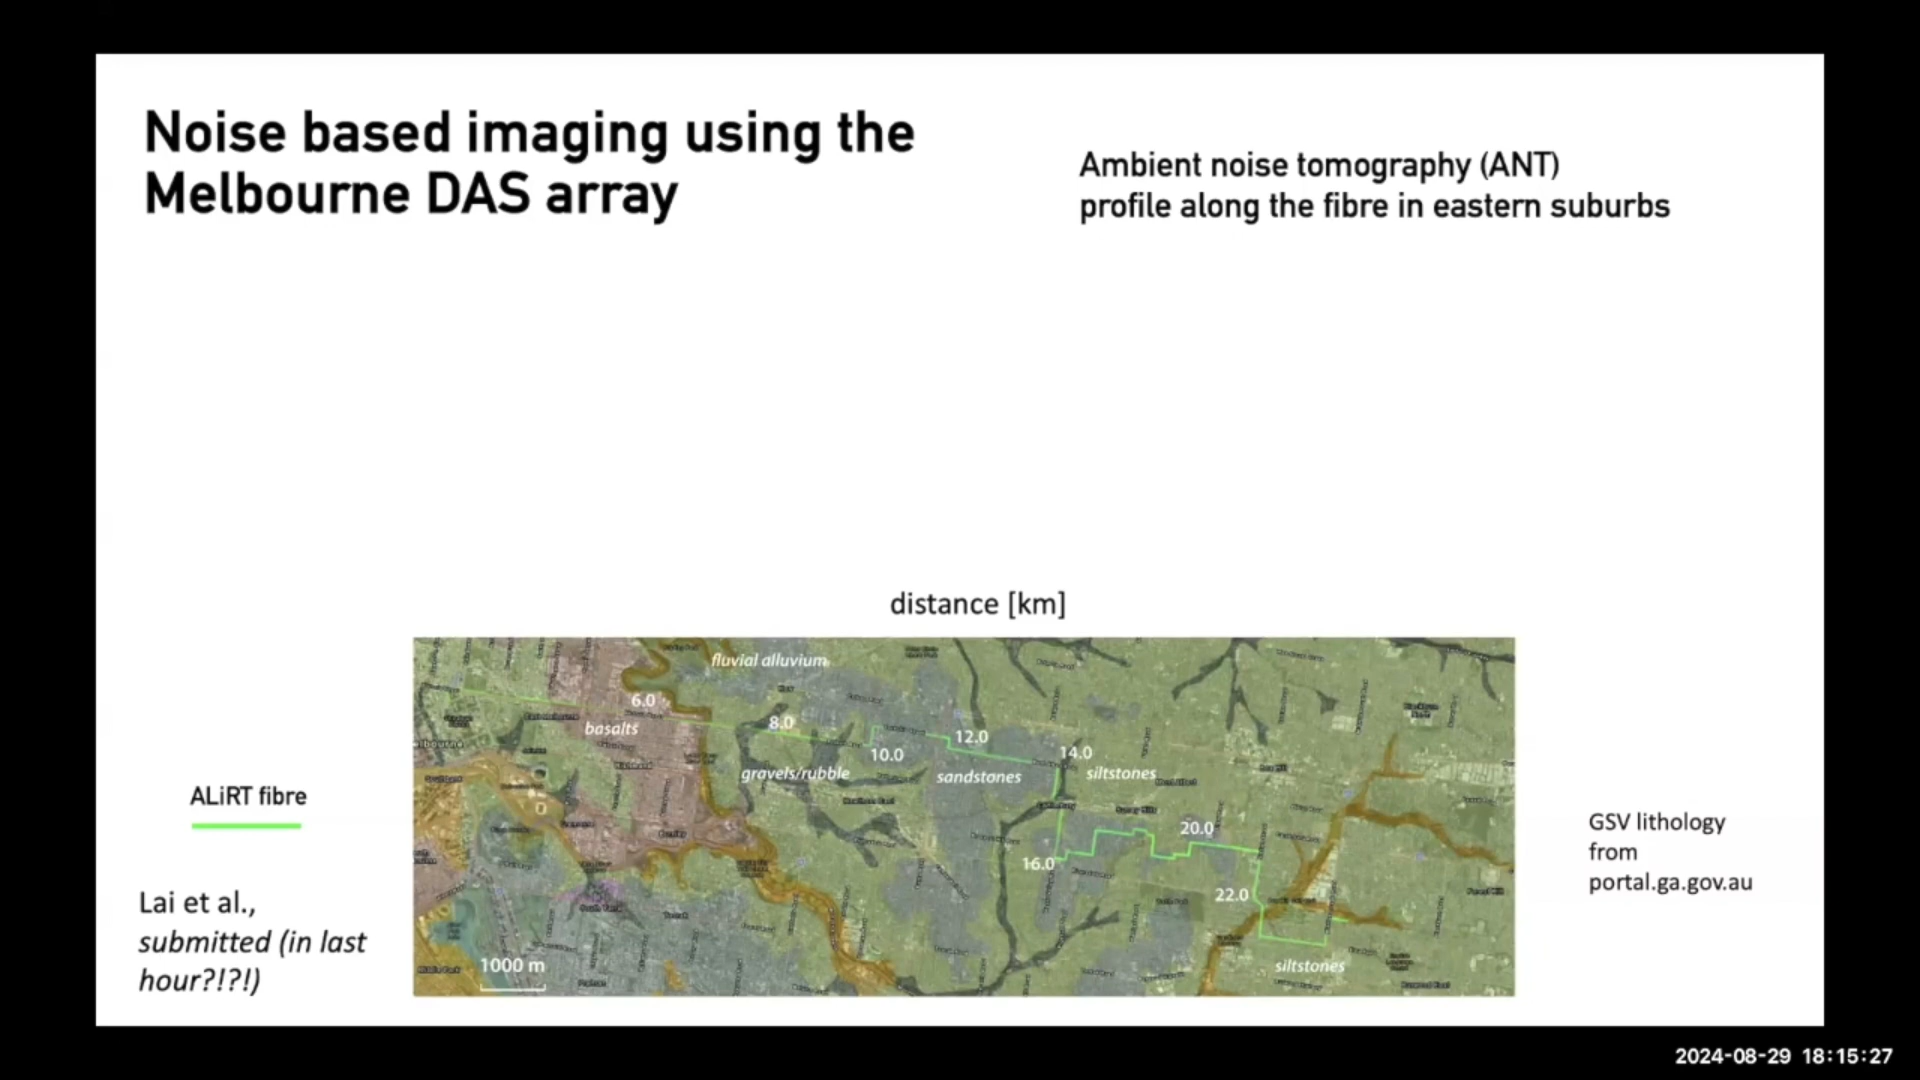 Noise based imaging using the
Melbourne DAS array
Ambient noise tomography (ANT)
profile along the fibre in eastern suburbs
distance [km]
fluvial alluvium
6.0
basalts
8.0
10.0
12.0
14.0
gravels/rubble
sandstones
siltstones
20.0
16.0
22.0
siltstones
1000 m
ALiRT fibre
Lai et al.,
submitted (in last
hour?!?!)
GSV lithology
from
portal.ga.gov.au
2024-08-29 18:15:27